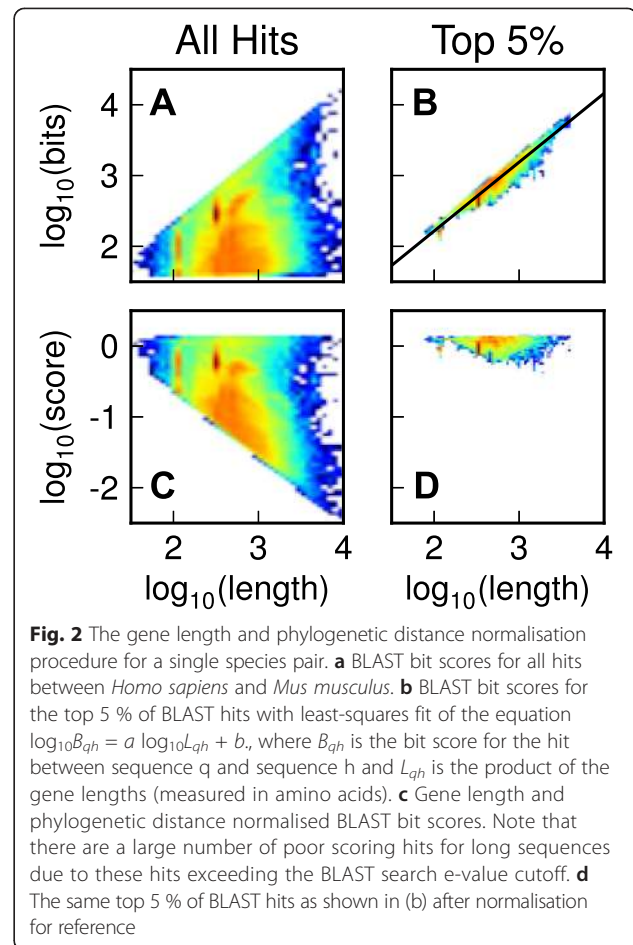 All Hits
Top 5%
A
B
log10(bits)
4
3
2
C
D
log10(score)
0
-1
-2
2
3
4
2
3
4
log10(length)
log10(length)
Fig. 2 The gene length and phylogenetic distance normalisation
procedure for a single species pair. a BLAST bit scores for all hits
between Homo sapiens and Mus musculus. b BLAST bit scores for
the top 5 % of BLAST hits with least-squares fit of the equation
log10Bqh = a log10Lqh + b., where Bqh is the bit score for the hit
between sequence q and sequence h and Lqh is the product of the
gene lengths (measured in amino acids). c Gene length and
phylogenetic distance normalised BLAST bit scores. Note that
there are a large number of poor scoring hits for long sequences
due to these hits exceeding the BLAST search e-value cutoff. d
The same top 5 % of BLAST hits as shown in (b) after normalisation
for reference